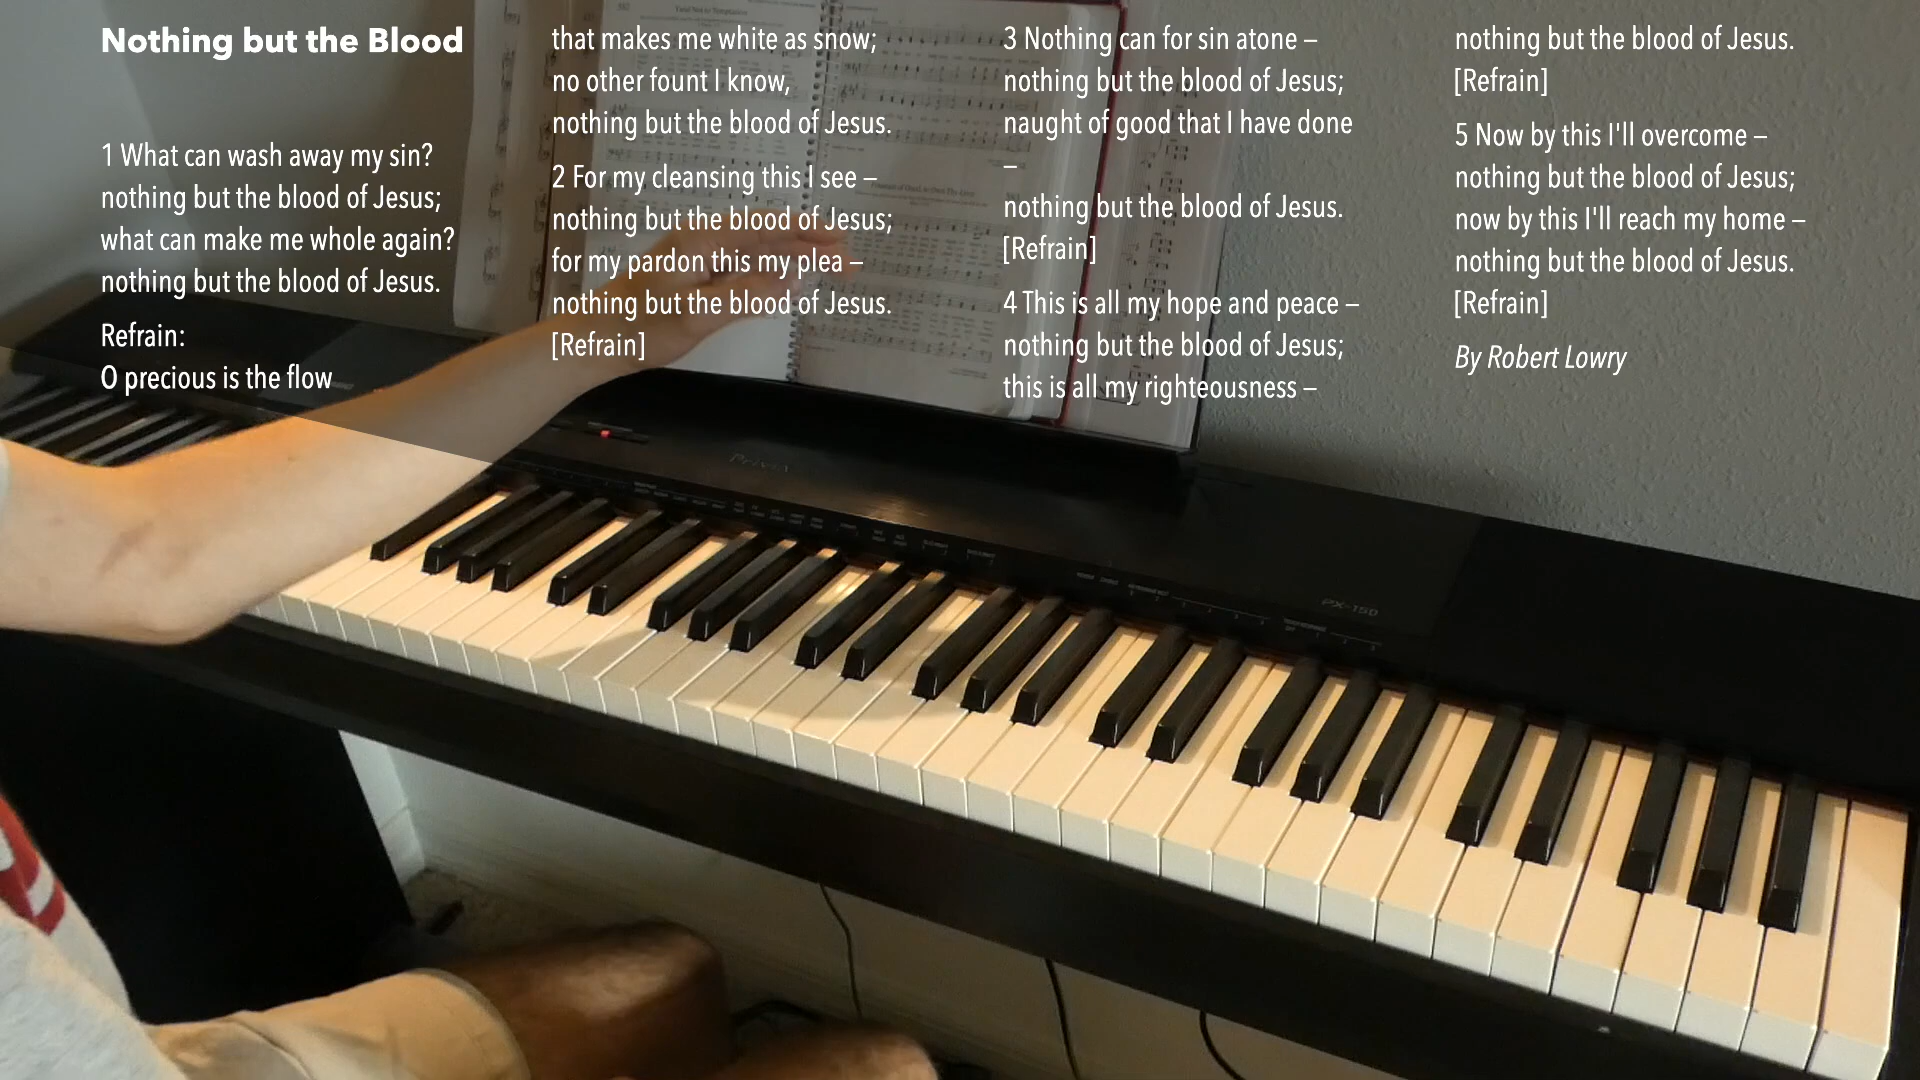 Nothing but the Blood
1 What can wash away my sin?
nothing but the blood of Jesus;
what can make me whole again?
nothing but the blood of Jesus.
Refrain:
O precious is the flow
that makes me white as snow;
no other fount I know,
nothing but the blood of Jesus.
2 For my cleansing this I see –
nothing but the blood of Jesus;
for my pardon this my plea –
nothing but the blood of Jesus.
[Refrain]
3 Nothing can for sin atone –
nothing but the blood of Jesus;
naught of good that I have done
–
nothing but the blood of Jesus.
[Refrain]
4 This is all my hope and peace –
nothing but the blood of Jesus;
this is all my righteousness –
nothing but the blood of Jesus.
[Refrain]
5 Now by this I'll overcome –
nothing but the blood of Jesus;
now by this I'll reach my home –
nothing but the blood of Jesus.
[Refrain]
By Robert Lowry
Privia
PX-150